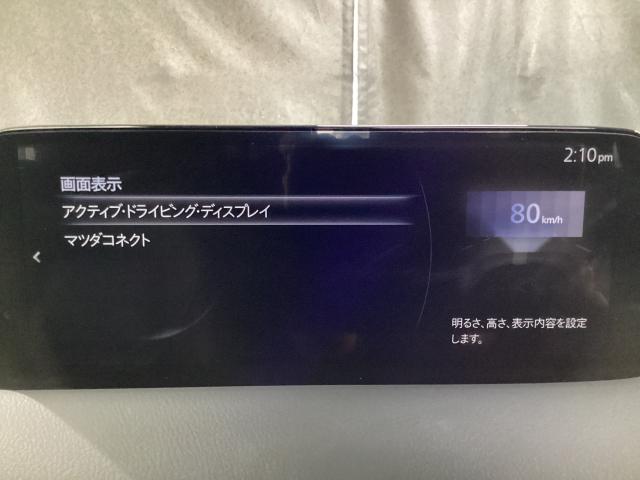 2:10pm
画面表示
アクティブ・ドライビング・ディスプレイ
マツダコネクト
80km/h
明るさ、高さ、表示内容を設定
します。